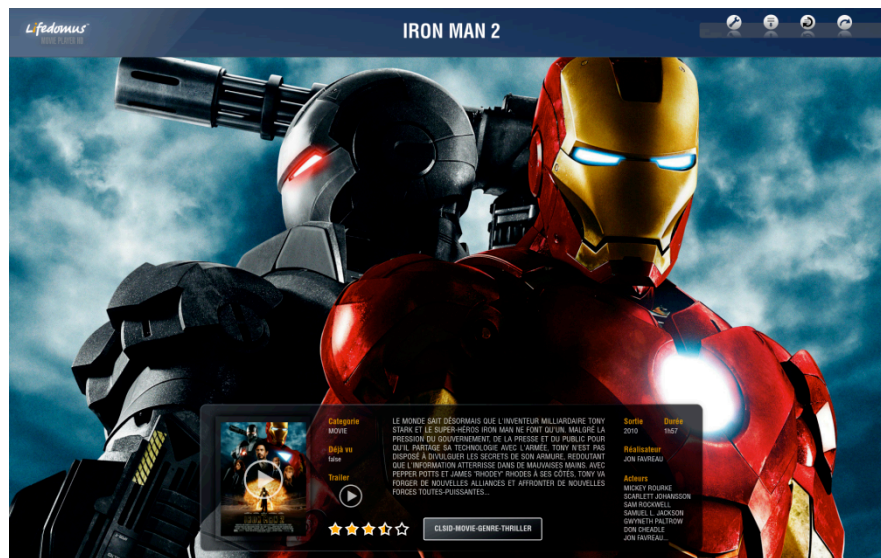 Lifedomus
MOVIE PLAYER HD
IRON MAN 2
Categorie
MOVIE
Déjà vu
false
Trailer
LE MONDE SAIT DÉSORMAIS QUE L'INVENTEUR MILLIARDAIRE TONY
STARK ET LE SUPER-HÉROS IRON MAN NE FONT QU'UN. MALGRÉ LA
PRESSION DU GOUVERNEMENT, DE LA PRESSE ET DU PUBLIC POUR
QU'IL PARTAGE SA TECHNOLOGIE AVEC L'ARMÉE, TONY N'EST PAS
DISPOSÉ À DIVULGUER LES SECRETS DE SON ARMURE, REDOUTANT
QUE L'INFORMATION ATTERRISSE DANS DE MAUVAISES MAINS. AVEC
PEPPER POTTS ET JAMES "RHODEY" RHODES À SES CÔTÉS, TONY VA
FORGER DE NOUVELLES ALLIANCES ET AFFRONTER DE NOUVELLES
FORCES TOUTES-PUISSANTES...
CLSID-MOVIE-GENRE-THRILLER
Sortie Durée
2010 1h57
Réalisateur
JON FAVREAU
Acteurs
MICKEY ROURKE
SCARLETT JOHANSSON
SAM ROCKWELL
SAMUEL L. JACKSON
GWYNETH PALTROW
DON CHEADLE
JON FAVREAU...
IRON MAN 2